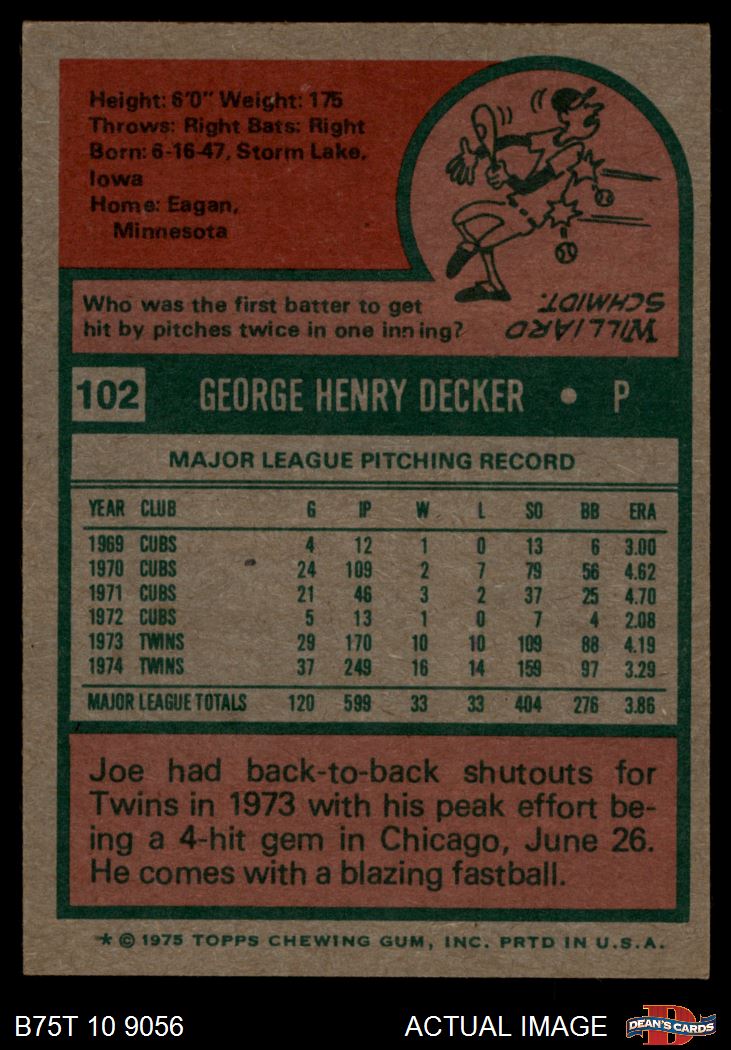 Height: 6'0" Weight: 175
Throws: Right Bats: Right
Born: 6-16-47, Storm Lake,
Iowa
Home: Eagan,
Minnesota
Who was the first batter to get
hit by pitches twice in one inning?
WILLIARD
SCHMIDT.
102 GEORGE HENRY DECKER • P
MAJOR LEAGUE PITCHING RECORD
YEAR CLUB G IP W L SO BB ERA
1969 CUBS 4 12 1 0 13 6 3.00
1970 CUBS 24 109 2 7 79 56 4.62
1971 CUBS 21 46 3 2 37 25 4.70
1972 CUBS 5 13 1 0 7 4 2.08
1973 TWINS 29 170 10 10 109 88 4.19
1974 TWINS 37 249 16 14 159 97 3.29
MAJOR LEAGUE TOTALS 120 599 33 33 404 276 3.86
Joe had back-to-back shutouts for
Twins in 1973 with his peak effort be-
ing a 4-hit gem in Chicago, June 26.
He comes with a blazing fastball.
* © 1975 TOPPS CHEWING GUM, INC. PRTD IN U.S.A.
B75T 10 9056 ACTUAL IMAGE DEAN'S CARDS